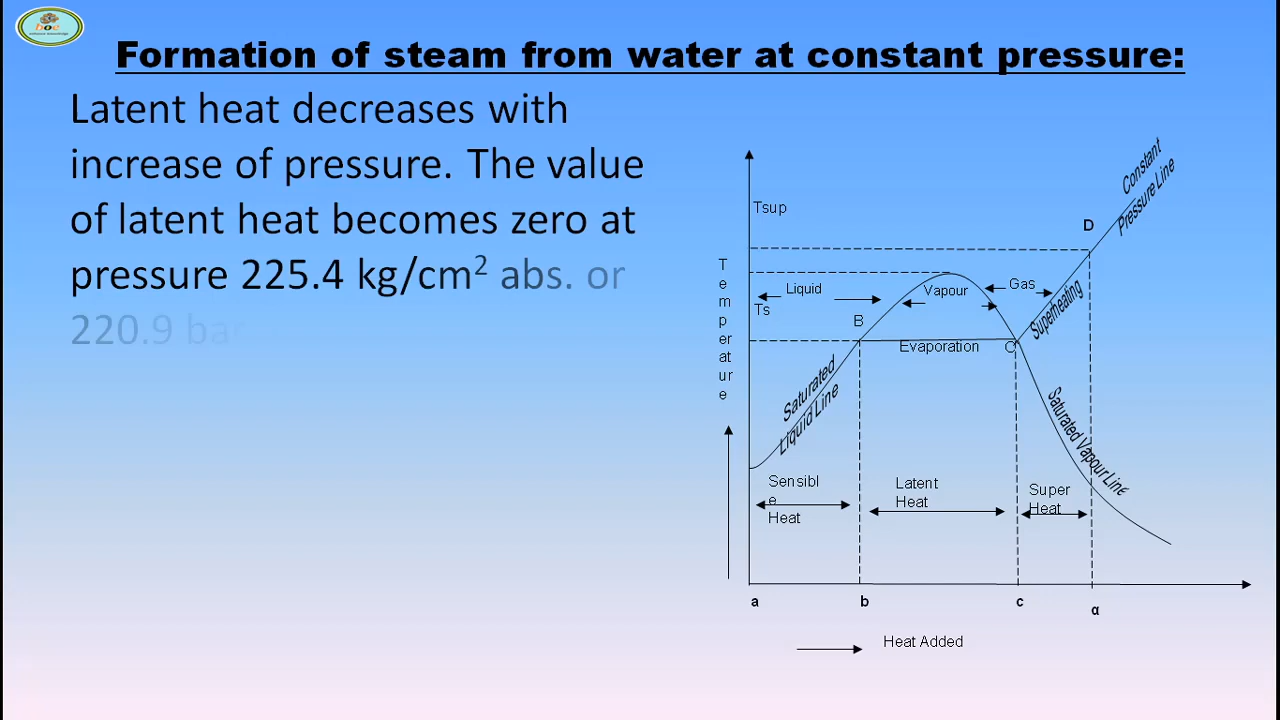 Formation of steam from water at constant pressure:
Latent heat decreases with
increase of pressure. The value
of latent heat becomes zero at
pressure 225.4 kg/cm² abs. or
220.9 bar
Constant
Pressure Line
Tsup
D
T
e
m
p
er
at
ur
e
Liquid
Vapour
Gas
Ts
B
Superheating
Evaporation
C
Saturated
Liquid Line
Saturated Vapour Line
Sensibl
e
Heat
Latent
Heat
Super
Heat
a
b
c
α
Heat Added